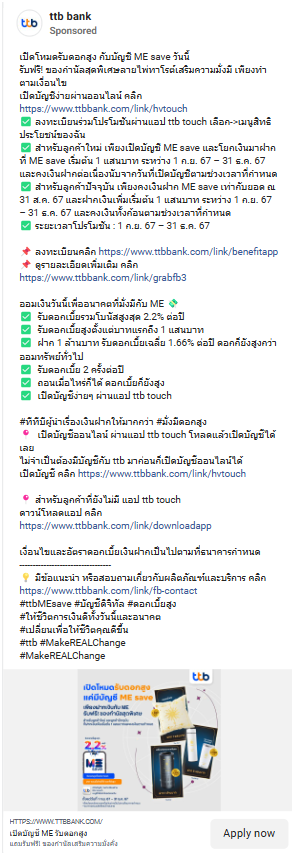 ttb bank
Sponsored
เปิดโหมดรับดอกสูง กับบัญชี ME save วันนี้
รับฟรี! ของกำนัลสุดพิเศษลายไพ่ทาโรต์เสริมความมั่งมี เพียงทำ
ตามเงื่อนไข
เปิดบัญชีง่ายผ่านออนไลน์ คลิก
https://www.ttbbank.com/link/hvtouch
✅ ลงทะเบียนร่วมโปรโมชันผ่านแอป ttb touch เลือก->เมนูสิทธิ
ประโยชน์ของฉัน
✅ สำหรับลูกค้าใหม่ เพียงเปิดบัญชี ME save และโยกเงินมาฝาก
ที่ ME save เริ่มต้น 1 แสนบาท ระหว่าง 1 ก.ย. 67 – 31 ธ.ค. 67
และคงเงินฝากต่อเนื่องนับจากวันที่เปิดบัญชีตามช่วงเวลาที่กำหนด
✅ สำหรับลูกค้าปัจจุบัน เพียงคงเงินฝาก ME save เท่ากับยอด ณ
31 ส.ค. 67 และฝากเงินเพิ่มเริ่มต้น 1 แสนบาท ระหว่าง 1 ก.ย. 67
– 31 ธ.ค. 67 และคงเงินทั้งก้อนตามช่วงเวลาที่กำหนด
✅ ระยะเวลาโปรโมชัน : 1 ก.ย. 67 – 31 ธ.ค. 67
📌 ลงทะเบียนคลิก https://www.ttbbank.com/link/benefitapp
📌 ดูรายละเอียดเพิ่มเติม คลิก
https://www.ttbbank.com/link/grabfb3
ออมเงินวันนี้เพื่ออนาคตที่มั่งมีกับ ME 💸
✅ รับดอกเบี้ยรวมโบนัสสูงสุด 2.2% ต่อปี
✅ รับดอกเบี้ยสูงตั้งแต่บาทแรกถึง 1 แสนบาท
✅ ฝาก 1 ล้านบาท รับดอกเบี้ยเฉลี่ย 1.66% ต่อปี ดอกก็ยังสูงกว่า
ออมทรัพย์ทั่วไป
✅ รับดอกเบี้ย 2 ครั้งต่อปี
✅ ถอนเมื่อไหร่ก็ได้ ดอกเบี้ยก็ยังสูง
✅ เปิดบัญชีง่ายๆ ผ่านแอป ttb touch
#ทีทีบีผู้นำเรื่องเงินฝากให้มากกว่า #มั่งมีดอกสูง
📍 เปิดบัญชีออนไลน์ ผ่านแอป ttb touch โหลดแล้วเปิดบัญชีได้
เลย
ไม่จำเป็นต้องมีบัญชีกับ ttb มาก่อนก็เปิดบัญชีออนไลน์ได้
เปิดบัญชี คลิก https://www.ttbbank.com/link/hvtouch
📍 สำหรับลูกค้าที่ยังไม่มี แอป ttb touch
ดาวน์โหลดแอป คลิก
https://www.ttbbank.com/link/downloadapp
เงื่อนไขและอัตราดอกเบี้ยเงินฝากเป็นไปตามที่ธนาคารกำหนด
-----------------------------------
💡 มีข้อแนะนำ หรือสอบถามเกี่ยวกับผลิตภัณฑ์และบริการ คลิก
https://www.ttbbank.com/link/fb-contact
#ttbMEsave #บัญชีดิจิทัล #ดอกเบี้ยสูง
#ให้ชีวิตการเงินดีทั้งวันนี้และอนาคต
#เปลี่ยนเพื่อให้ชีวิตคุณดีขึ้น
#ttb #MakeREALChange
#MakeREALChange
ttb
เปิดโหมดรับดอกสูง
แค่มีบัญชี ME save
เพียงฝากเงินกับ ME
รับฟรี! ของกำนัลสุดพิเศษ
2.2%
ME
HTTPS://WWW.TTBBANK.COM/
เปิดบัญชี ME รับดอกสูง
แถมรับฟรี! ของกำนัลเสริมความมั่งคั่ง
Apply now